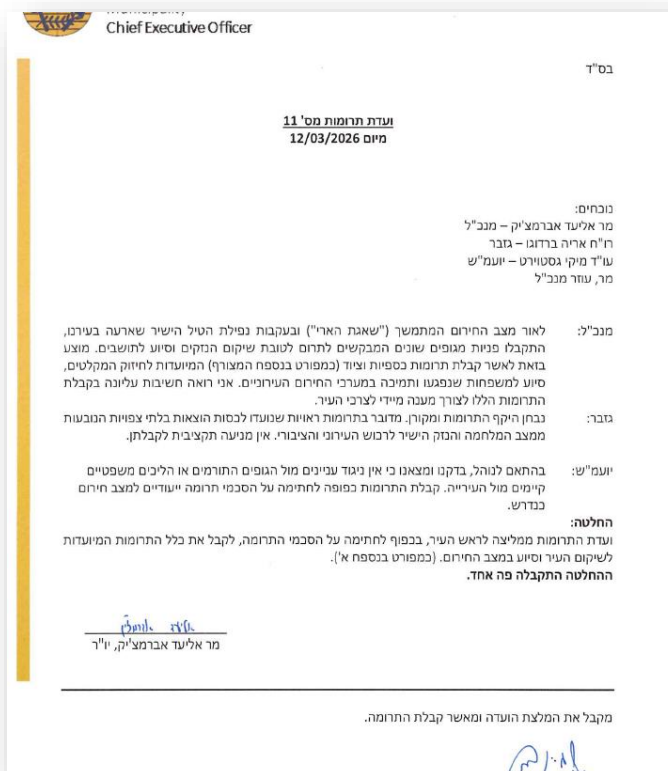 Chief Executive Officer
בס"ד
ועדת תרומות מס' 11
מיום 12/03/2026
נוכחים:
מר אליעד אברמצ'יק – מנכ"ל
רו"ח אריה ברדוגו – גזבר
עו"ד מיקי גסטוירט – יועמ"ש
מר, עוזר מנכ"ל
מנכ"ל: לאור מצב החירום המתמשך ("שאגת הארי") ובעקבות נפילת הטיל הישיר שארעה בעירנו,
התקבלו פניות מגופים שונים המבקשים לתרום לטובת שיקום הנזקים וסיוע לתושבים. מוצע
בזאת לאשר קבלת תרומות כספיות וציוד (כמפורט בנספח המצורף) המיועדות לחיזוק המקלטים,
סיוע למשפחות שנפגעו ותמיכה במערכי החירום העירוניים. אני רואה חשיבות עליונה בקבלת
התרומות הללו לצורך מענה מיידי לצרכי העיר.
גזבר: נבחן היקף התרומות ומקורן. מדובר בתרומות ראויות שנועדו לכסות הוצאות בלתי צפויות הנובעות
ממצב המלחמה והנזק הישיר לרכוש העירוני והציבורי. אין מניעה תקציבית לקבלתן.
יועמ"ש: בהתאם לנוהל, בדקנו ומצאנו כי אין ניגוד עניינים מול הגופים התורמים או הליכים משפטיים
קיימים מול העירייה. קבלת התרומות כפופה לחתימה על הסכמי תרומה ייעודיים למצב חירום
כנדרש.
החלטה:
ועדת התרומות ממליצה לראש העיר, בכפוף לחתימה על הסכמי התרומה, לקבל את כלל התרומות המיועדות
לשיקום העיר וסיוע במצב החירום. (כמפורט בנספח א').
ההחלטה התקבלה פה אחד.
מר אליעד אברמצ'יק, יו"ר
מקבל את המלצת הועדה ומאשר קבלת התרומה.